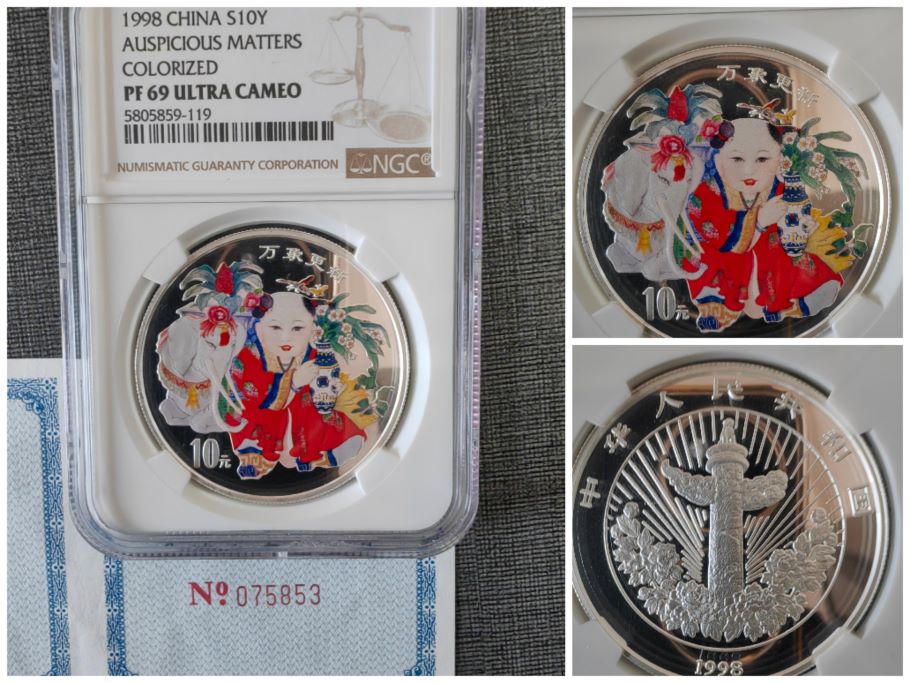 1998 CHINA S10Y
AUSPICIOUS MATTERS
COLORIZED
PF 69 ULTRA CAMEO
5805859-119
NUMISMATIC GUARANTY CORPORATION
NGC®
万象更新
10元
Nº 075853
万象更新
10元
中华人民共和国
1998